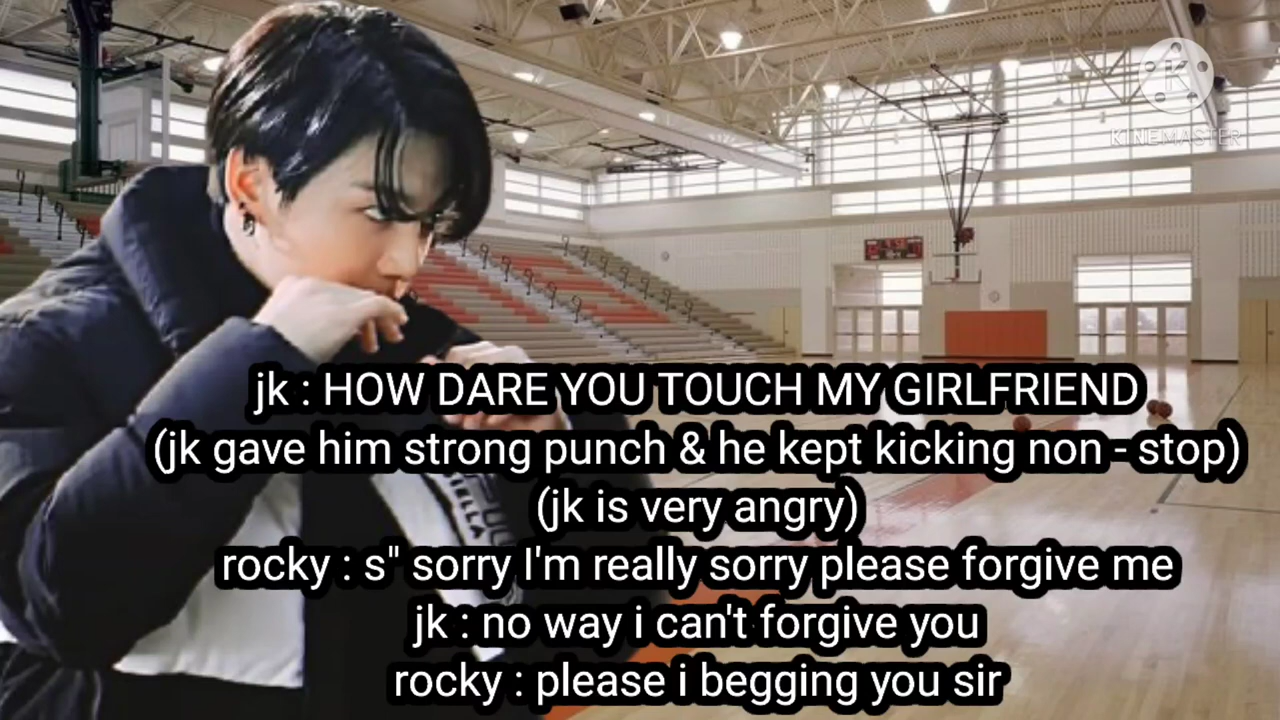 K
KINEMASTER
jk : HOW DARE YOU TOUCH MY GIRLFRIEND
(jk gave him strong punch & he kept kicking non - stop)
(jk is very angry)
rocky : s" sorry I'm really sorry please forgive me
jk : no way i can't forgive you
rocky : please i begging you sir